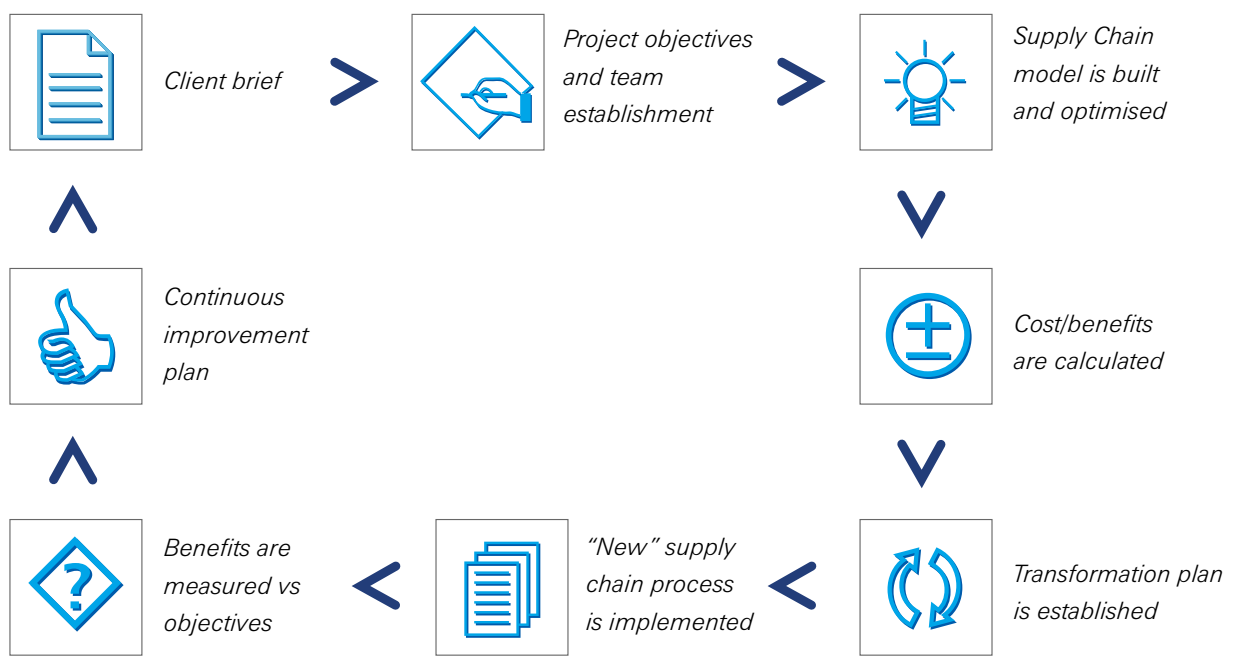 Client brief
Project objectives
and team
establishment
Supply Chain
model is built
and optimised
Cost/benefits
are calculated
Transformation plan
is established
“New” supply
chain process
is implemented
Benefits are
measured vs
objectives
Continuous
improvement
plan